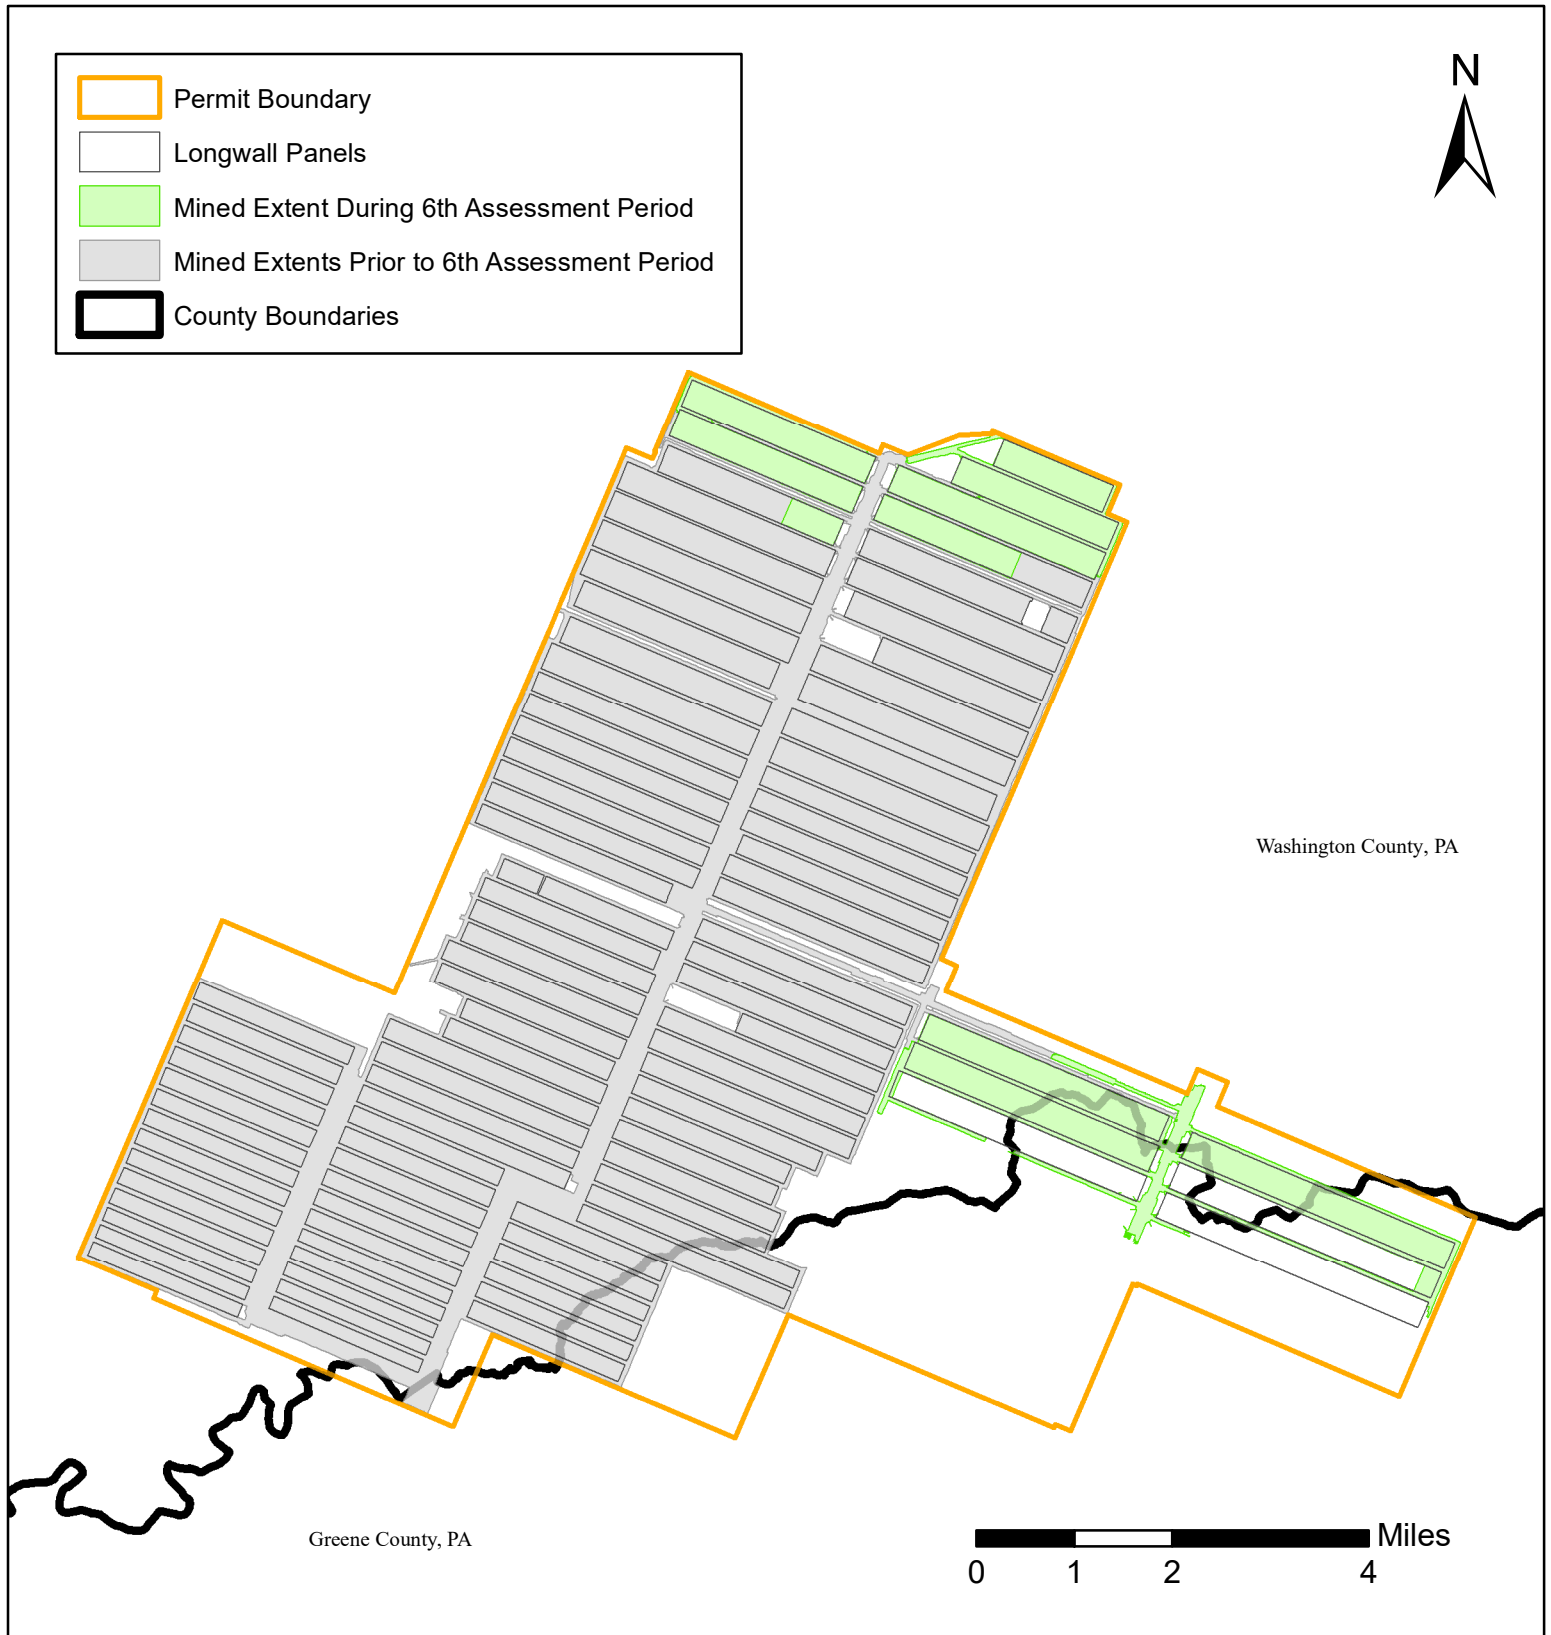 N
Permit Boundary
Longwall Panels
Mined Extent During 6th Assessment Period
Mined Extents Prior to 6th Assessment Period
County Boundaries
Washington County, PA
Greene County, PA
Miles
0 1 2 4